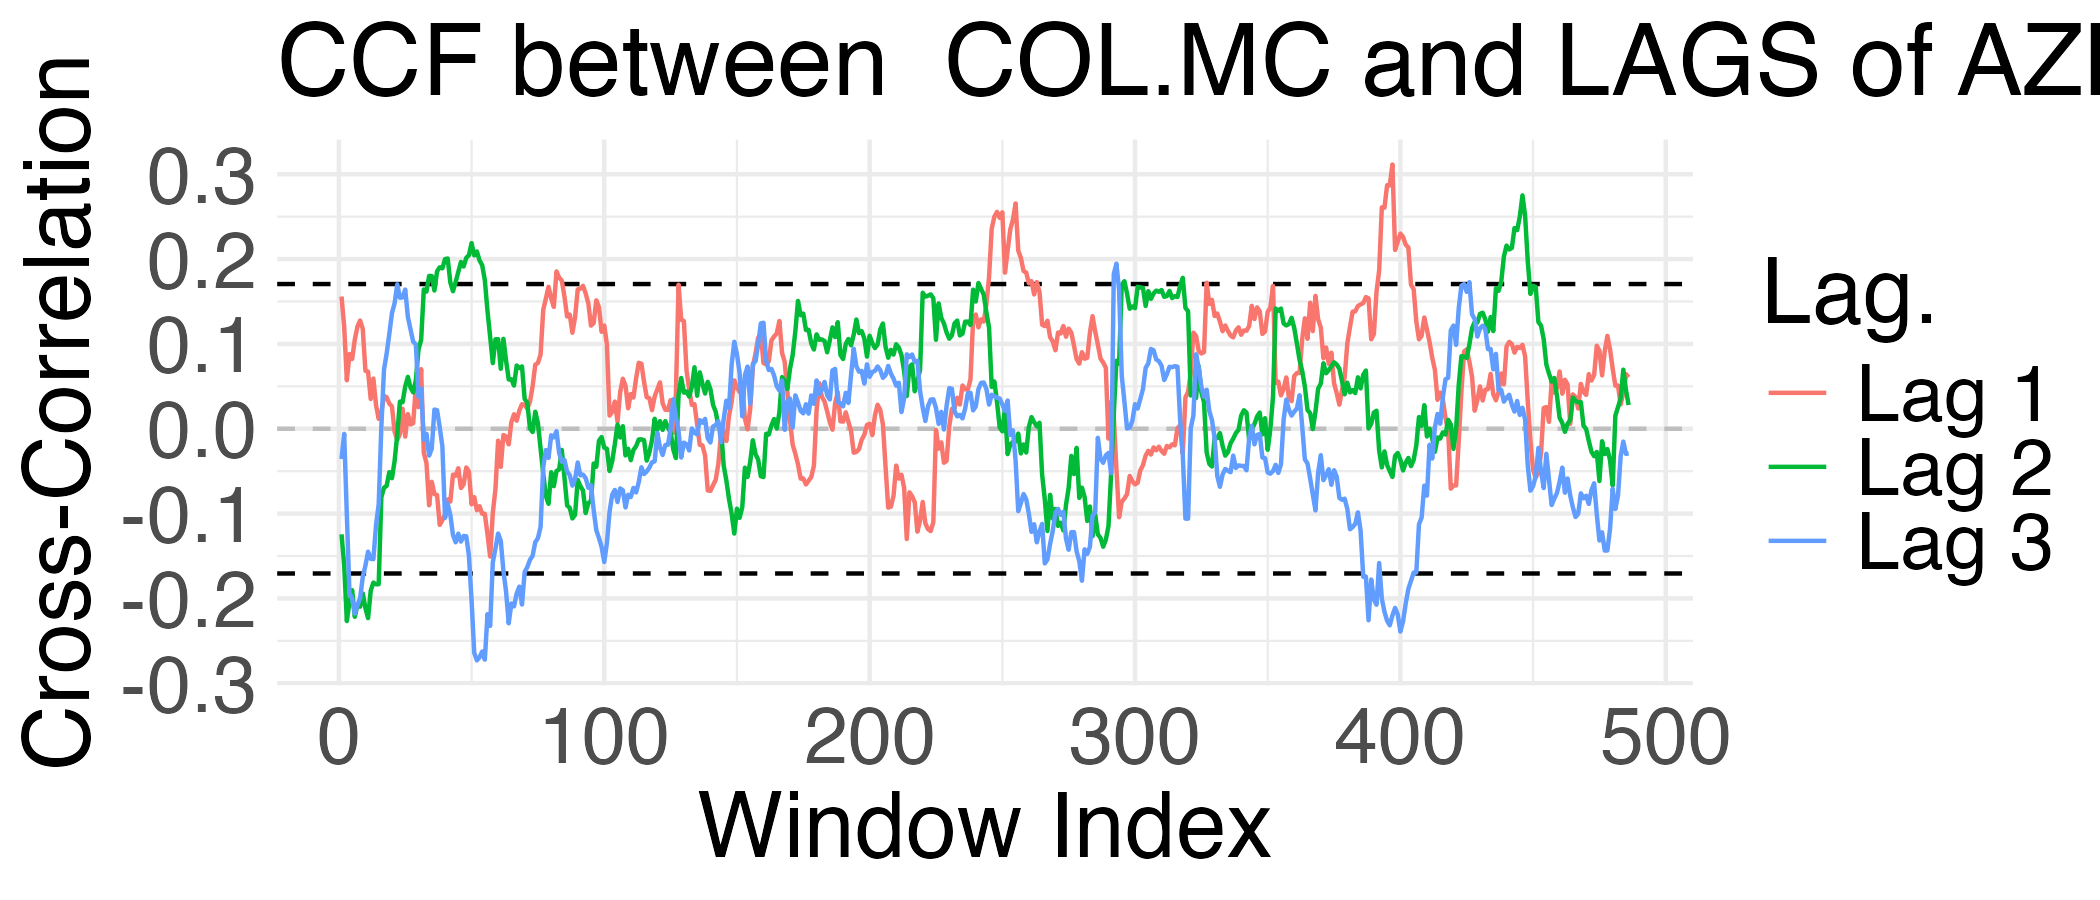 CCF between  COL.MC and LAGS of
Cross-Correlation
0.3
0.2
0.1
0.0
-0.1
-0.2
-0.3
0
100
200
300
400
500
Window Index
Lag.
Lag 1
Lag 2
Lag 3